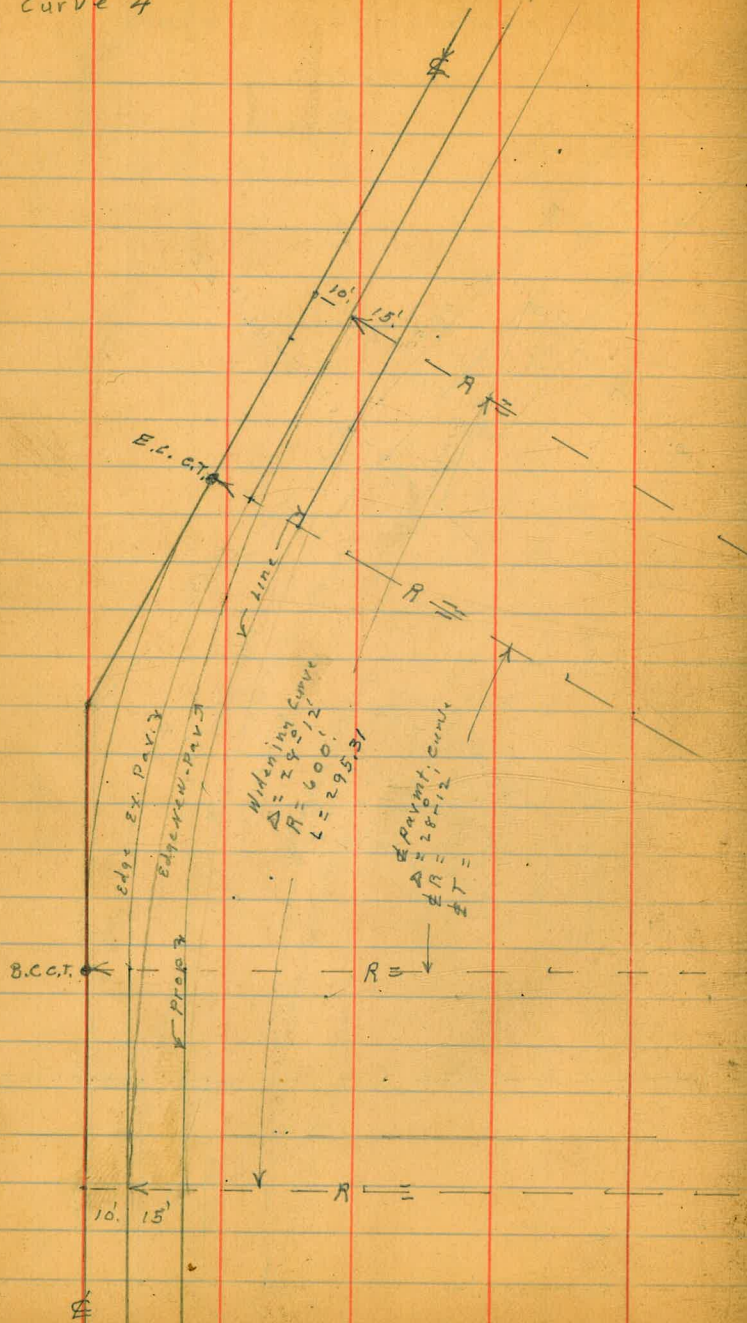 Curve 4
℄
10'
15'
R =
E.C. C.T.
R =
Line
Widening Curve
Δ = 28°-12'
R = 600'
L = 295.31
℄ Pavmt. Curve
Δ = 28°-12'
℄ R =
℄ T =
Edge Ex. Pav.
Edge New-Pav
Prop
B.C.C.T.
R =
R =
10'
15'
℄